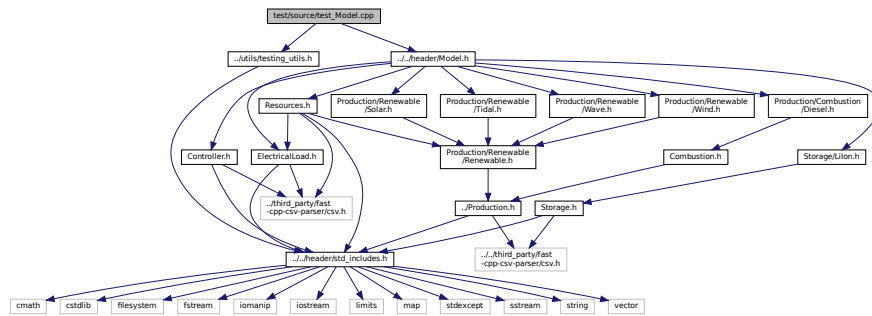 test/source/test_Model.cpp
../utils/testing_utils.h
../../header/Model.h
Resources.h
Production/Renewable
/Solar.h
Production/Renewable
/Tidal.h
Production/Renewable
/Wave.h
Production/Renewable
/Wind.h
Production/Combustion
/Diesel.h
Controller.h
ElectricalLoad.h
Production/Renewable
/Renewable.h
Combustion.h
Storage/LiIon.h
../third_party/fast
-cpp-csv-parser/csv.h
../Production.h
Storage.h
../../header/std_includes.h
../../third_party/fast
-cpp-csv-parser/csv.h
cmath
cstdlib
filesystem
fstream
iomanip
iostream
limits
map
stdexcept
sstream
string
vector